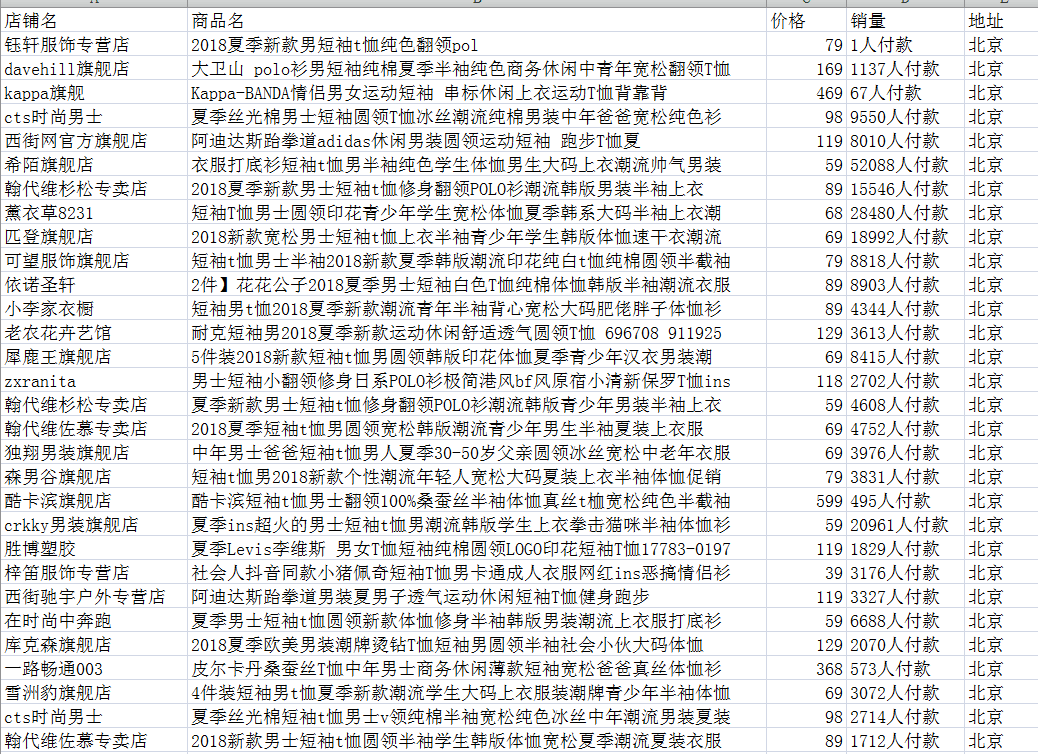 店铺名 商品名 价格 销量 地址
钰轩服饰专营店 2018夏季新款男短袖t恤纯色翻领pol 79 1人付款 北京
davehill旗舰店 大卫山 polo衫男短袖纯棉夏季半袖纯色商务休闲中青年宽松翻领T恤 169 1137人付款 北京
kappa旗舰 Kappa-BANDA情侣男女运动短袖 串标休闲上衣运动T恤背靠背 469 67人付款 北京
cts时尚男士 夏季丝光棉男士短袖圆领T恤冰丝潮流纯棉男装中年爸爸宽松纯色衫 98 9550人付款 北京
西街网官方旗舰店 阿迪达斯跆拳道adidas休闲男装圆领运动短袖 跑步T恤夏 119 8010人付款 北京
希陌旗舰店 衣服打底衫短袖t恤男半袖纯色学生体恤男生大码上衣潮流帅气男装 59 52088人付款 北京
翰代维杉松专卖店 2018夏季新款男士短袖t恤修身翻领POLO衫潮流韩版男装半袖上衣 89 15546人付款 北京
薰衣草8231 短袖T恤男士圆领印花青少年学生宽松体恤夏季韩系大码半袖上衣潮 68 28480人付款 北京
匹登旗舰店 2018新款宽松男士短袖t恤上衣半袖青少年学生韩版体恤速干衣潮流 69 18992人付款 北京
可望服饰旗舰店 短袖t恤男士半袖2018新款夏季韩版潮流印花纯白t恤纯棉圆领半截袖 79 8818人付款 北京
依诺圣轩 2件】花花公子2018夏季男士短袖白色T恤纯棉体恤韩版半袖潮流衣服 89 8903人付款 北京
小李家衣橱 短袖男t恤2018夏季新款潮流青年半袖背心宽松大码肥佬胖子体恤衫 89 4344人付款 北京
老农花卉艺馆 耐克短袖男2018夏季新款运动休闲舒适透气圆领T恤 696708 911925 129 3613人付款 北京
犀鹿王旗舰店 5件装2018新款短袖t恤男圆领韩版印花体恤夏季青少年汉衣男装潮 69 8415人付款 北京
zxranita 男士短袖小翻领修身日系POLO衫极简港风bf风原宿小清新保罗T恤ins 118 2702人付款 北京
翰代维杉松专卖店 夏季新款男士短袖t恤修身翻领POLO衫潮流韩版青少年男装半袖上衣 59 4608人付款 北京
翰代维佐慕专卖店 2018夏季短袖t恤男圆领宽松韩版潮流青少年男生半袖夏装上衣服 69 4752人付款 北京
独翔男装旗舰店 中年男士爸爸短袖t恤男人夏季30-50岁父亲圆领冰丝宽松中老年衣服 69 3976人付款 北京
森男谷旗舰店 短袖t恤男2018新款个性潮流年轻人宽松大码夏装上衣半袖体恤促销 79 3831人付款 北京
酷卡滨旗舰店 酷卡滨短袖t恤男士翻领100%桑蚕丝半袖体恤真丝t桖宽松纯色半截袖 599 495人付款 北京
crkky男装旗舰店 夏季ins超火的男士短袖t恤男潮流韩版学生上衣拳击猫咪半袖体恤衫 59 20961人付款 北京
胜博塑胶 夏季Levis李维斯 男女T恤短袖纯棉圆领LOGO印花短袖T恤17783-0197 119 1829人付款 北京
梓笛服饰专营店 社会人抖音同款小猪佩奇短袖T恤男卡通成人衣服网红ins恶搞情侣衫 39 3176人付款 北京
西街驰宇户外专营店 阿迪达斯跆拳道男装夏男子透气运动休闲短袖T恤健身跑步 119 3327人付款 北京
在时尚中奔跑 夏季男士短袖t恤圆领新款体恤修身半袖韩版男装潮流上衣服打底衫 59 6688人付款 北京
库克森旗舰店 2018夏季欧美男装潮牌烫钻T恤短袖男圆领半袖社会小伙大码体恤 129 2070人付款 北京
一路畅通003 皮尔卡丹桑蚕丝T恤中年男士商务休闲薄款短袖宽松爸爸真丝体恤衫 368 573人付款 北京
雪洲豹旗舰店 4件装短袖男t恤夏季新款潮流学生大码上衣服装潮牌青少年半袖体恤 69 3072人付款 北京
cts时尚男士 夏季丝光棉短袖t恤男士v领纯棉半袖宽松纯色冰丝中年潮流男装夏装 98 2714人付款 北京
翰代维佐慕专卖店 2018新款男士短袖t恤圆领半袖学生韩版体恤宽松夏季潮流夏装衣服 89 1712人付款 北京